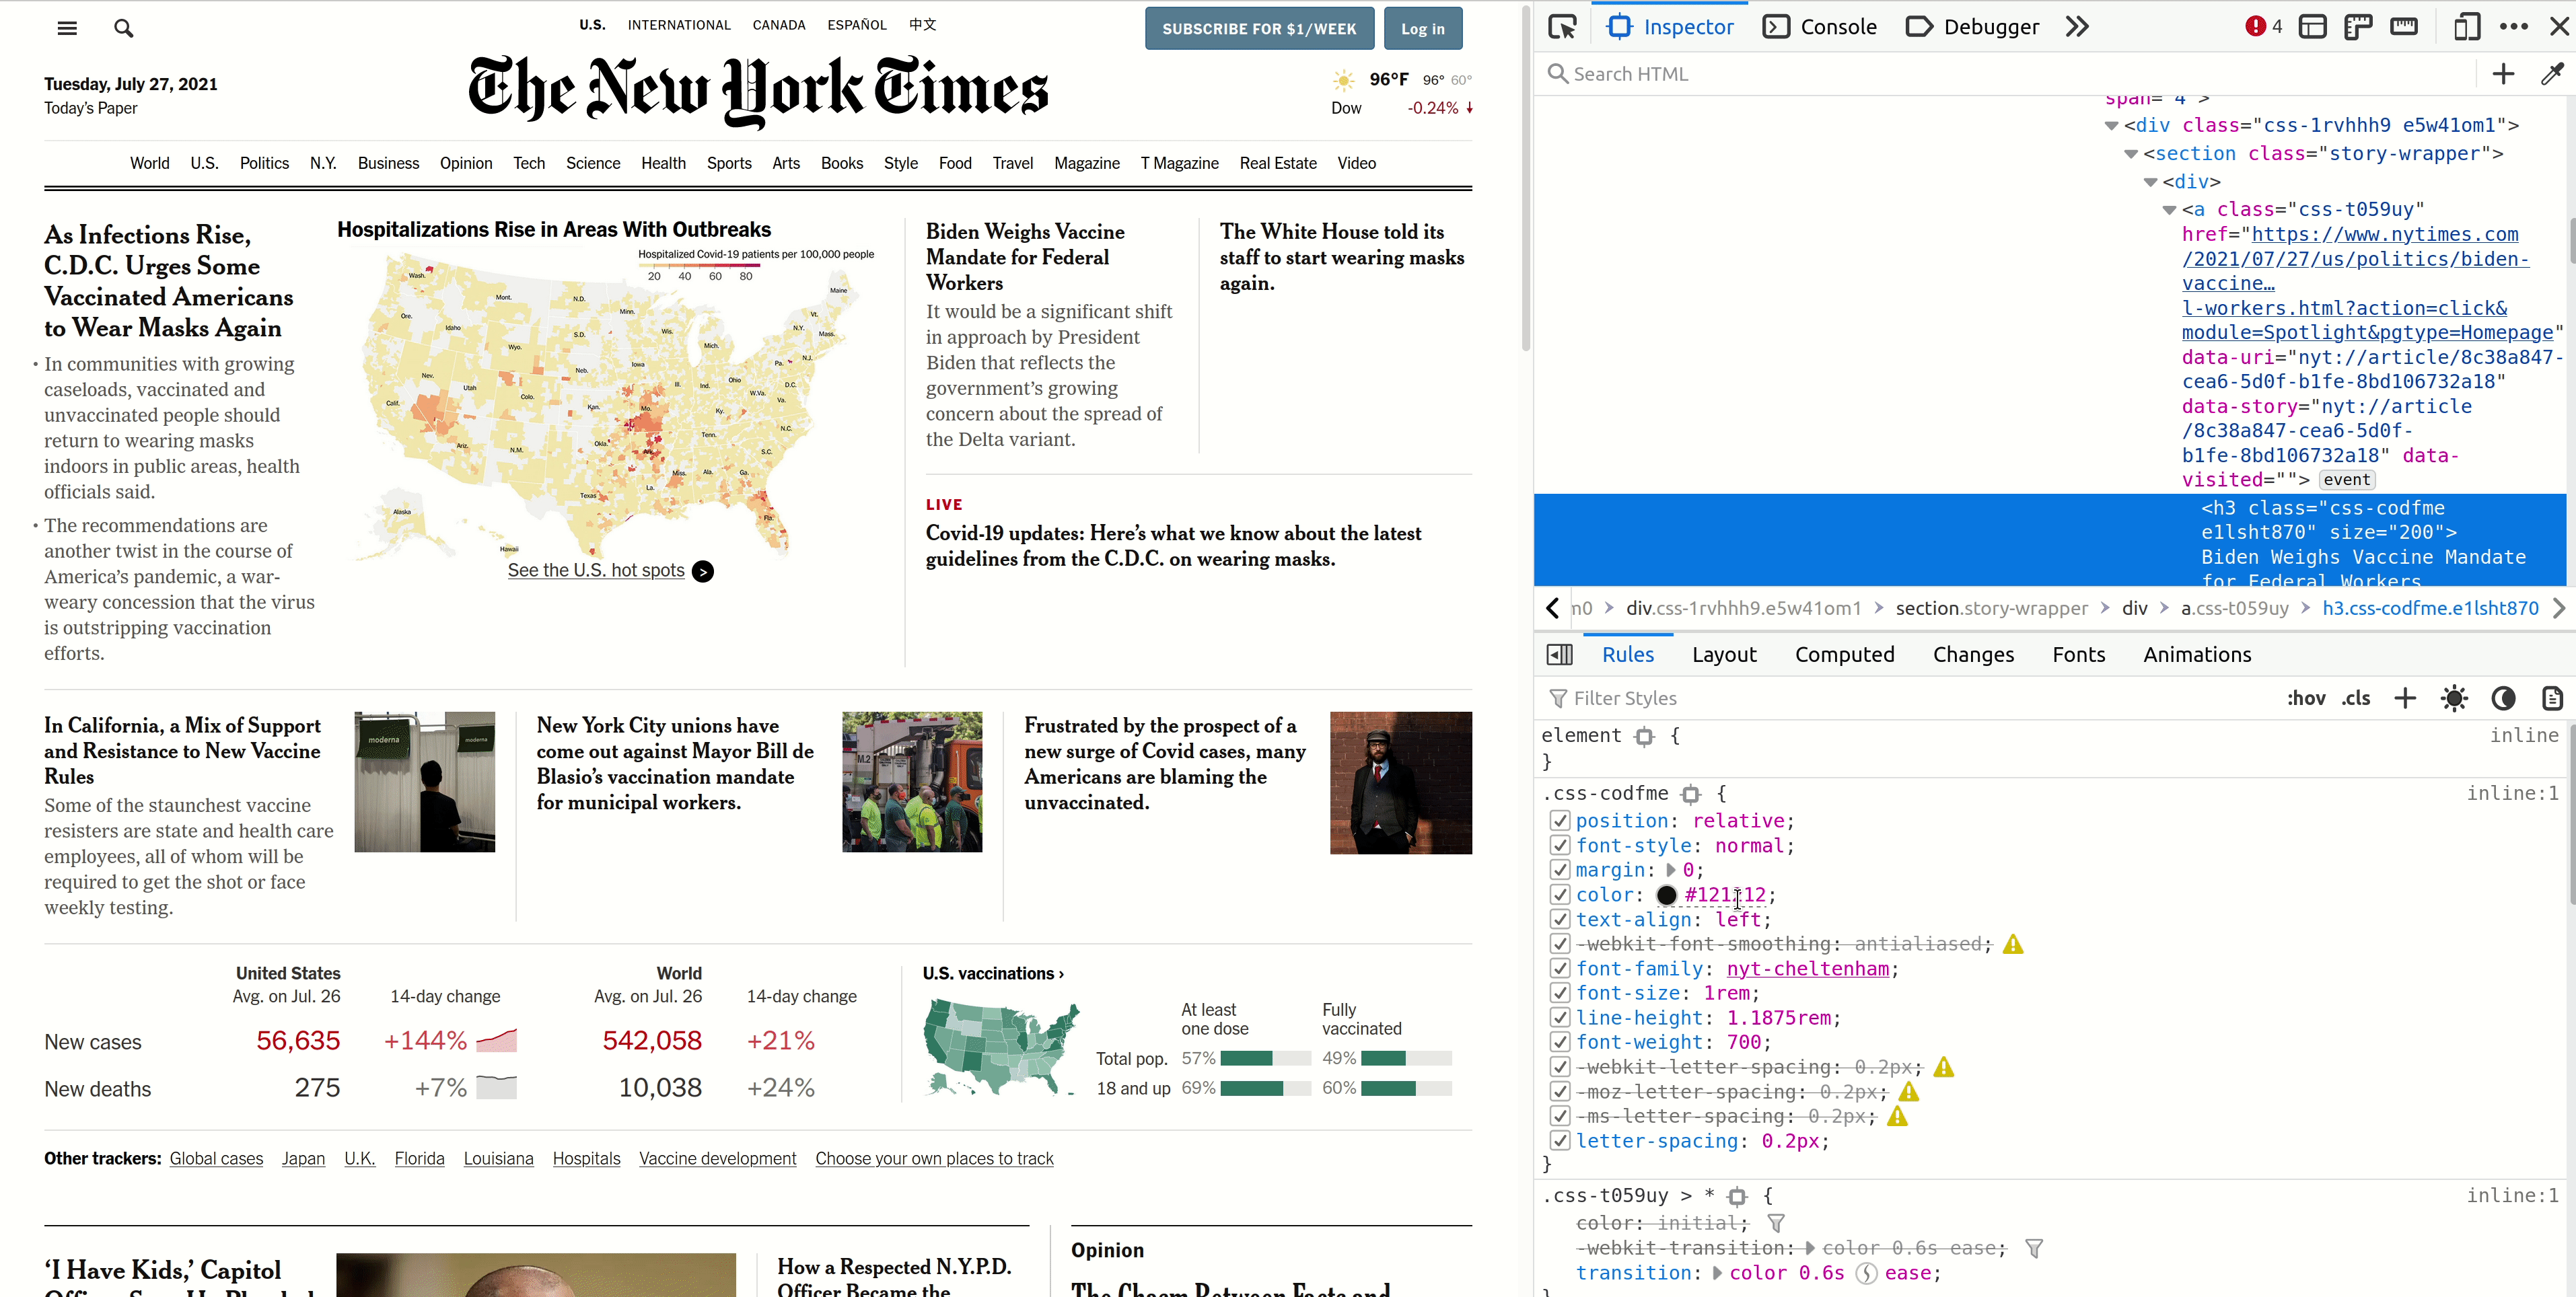 U.S. INTERNATIONAL CANADA ESPAÑOL 中文
SUBSCRIBE FOR $1/WEEK
Log in
Tuesday, July 27, 2021
Today's Paper
The New York Times
96°F 96° 60°
Dow -0.24% ↓
World U.S. Politics N.Y. Business Opinion Tech Science Health Sports Arts Books Style Food Travel Magazine T Magazine Real Estate Video
As Infections Rise,
C.D.C. Urges Some
Vaccinated Americans
to Wear Masks Again
• In communities with growing
caseloads, vaccinated and
unvaccinated people should
return to wearing masks
indoors in public areas, health
officials said.
• The recommendations are
another twist in the course of
America's pandemic, a war-
weary concession that the virus
is outstripping vaccination
efforts.
Hospitalizations Rise in Areas With Outbreaks
Hospitalized Covid-19 patients per 100,000 people
20 40 60 80
Wash.
Mont.
N.D.
Maine
Ore.
Idaho
Minn.
Vt.
S.D.
Wis.
N.Y.
Mass.
Wyo.
Mich.
Iowa
Pa.
N.J.
Nev.
Utah
Neb.
Ill.
Ind.
Ohio
D.C.
Calif.
Colo.
Kan.
Mo.
Ky.
W.Va.
Va.
Ariz.
N.M.
Okla.
Ark.
Tenn.
N.C.
Miss.
Ala.
Ga.
S.C.
Texas
La.
Fla.
Alaska
Hawaii
See the U.S. hot spots >
Biden Weighs Vaccine
Mandate for Federal
Workers
It would be a significant shift
in approach by President
Biden that reflects the
government's growing
concern about the spread of
the Delta variant.
The White House told its
staff to start wearing masks
again.
LIVE
Covid-19 updates: Here's what we know about the latest
guidelines from the C.D.C. on wearing masks.
In California, a Mix of Support
and Resistance to New Vaccine
Rules
Some of the staunchest vaccine
resisters are state and health care
employees, all of whom will be
required to get the shot or face
weekly testing.
moderna
moderna
New York City unions have
come out against Mayor Bill de
Blasio's vaccination mandate
for municipal workers.
M.2
Frustrated by the prospect of a
new surge of Covid cases, many
Americans are blaming the
unvaccinated.
United States World
Avg. on Jul. 26 14-day change Avg. on Jul. 26 14-day change
New cases 56,635 +144% 542,058 +21%
New deaths 275 +7% 10,038 +24%
U.S. vaccinations ›
At least
one dose
Fully
vaccinated
Total pop. 57% 49%
18 and up 69% 60%
Other trackers: Global cases Japan U.K. Florida Louisiana Hospitals Vaccine development Choose your own places to track
'I Have Kids,' Capitol
How a Respected N.Y.P.D.
Officer Became the
Opinion
The Chasm Between Facts and
Inspector Console Debugger
4
Search HTML
span="4">
<div class="css-1rvhhh9 e5w41om1">
<section class="story-wrapper">
<div>
<a class="css-t059uy"
href="https://www.nytimes.com
/2021/07/27/us/politics/biden-
vaccine…
l-workers.html?action=click&
module=Spotlight&pgtype=Homepage"
data-uri="nyt://article/8c38a847-
cea6-5d0f-b1fe-8bd106732a18"
data-story="nyt://article
/8c38a847-cea6-5d0f-
b1fe-8bd106732a18" data-
visited=""> event
<h3 class="css-codfme
e1lsht870" size="200">
Biden Weighs Vaccine Mandate
for Federal Workers
n0 > div.css-1rvhhh9.e5w41om1 > section.story-wrapper > div > a.css-t059uy > h3.css-codfme.e1lsht870
Rules Layout Computed Changes Fonts Animations
Filter Styles
:hov .cls +
element { inline
}
.css-codfme { inline:1
position: relative;
font-style: normal;
margin: 0;
color: #121212;
text-align: left;
-webkit-font-smoothing: antialiased;
font-family: nyt-cheltenham;
font-size: 1rem;
line-height: 1.1875rem;
font-weight: 700;
-webkit-letter-spacing: 0.2px;
-moz-letter-spacing: 0.2px;
-ms-letter-spacing: 0.2px;
letter-spacing: 0.2px;
}
.css-t059uy > * { inline:1
color: initial;
-webkit-transition: color 0.6s ease;
transition: color 0.6s ease;
}